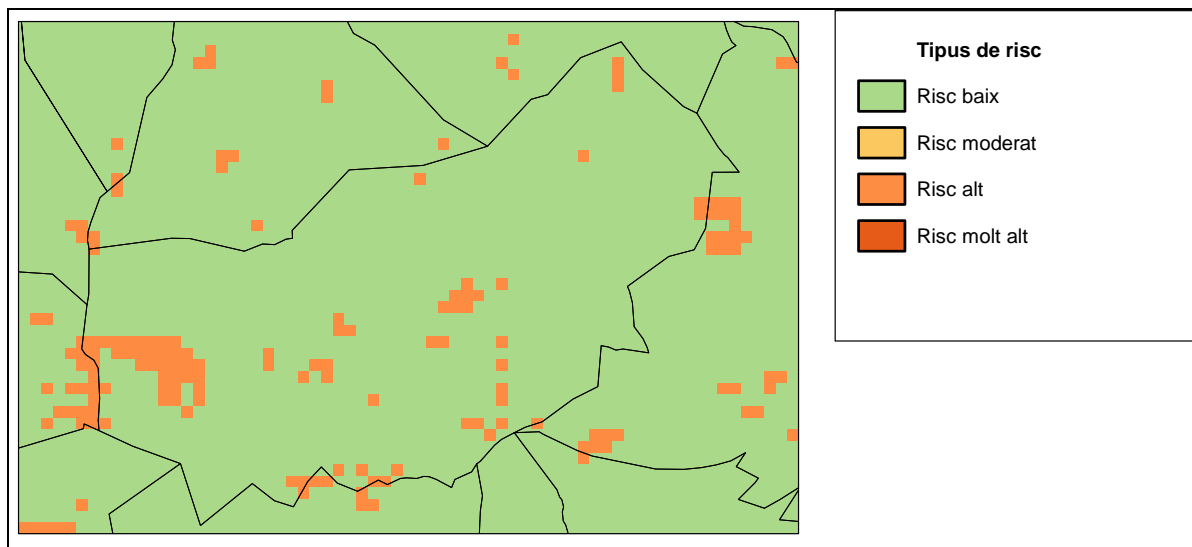 Tipus de risc
Risc baix
Risc moderat
Risc alt
Risc molt alt